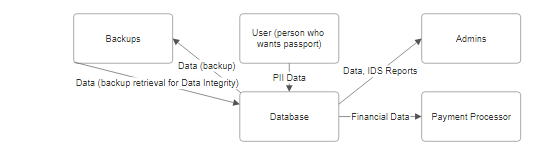 Backups
User (person who
wants passport)
Admins
Data (backup)
Data, IDS Reports
PII Data
Data (backup retrieval for Data Integrity)
Database
Financial Data
Payment Processor